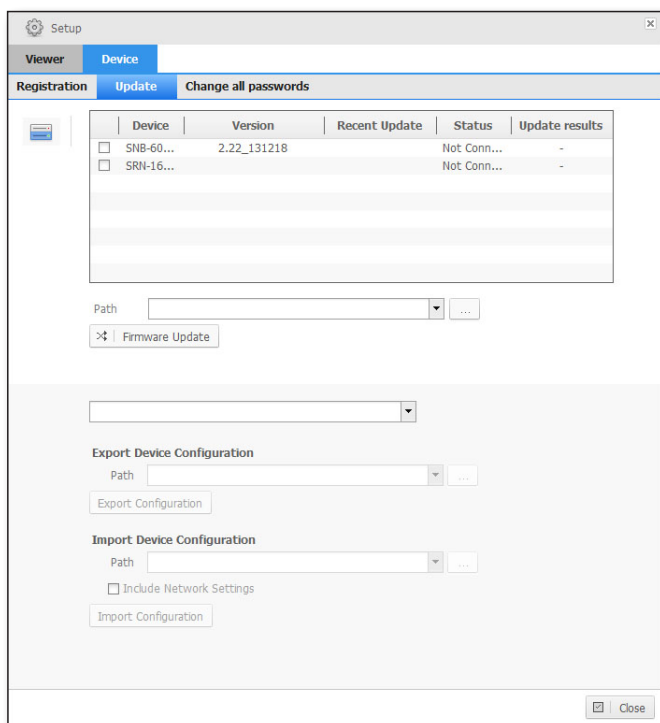 Setup
Viewer Device
Registration Update Change all passwords
Device Version Recent Update Status Update results
SNB-60... 2.22_131218 Not Conn... -
SRN-16... Not Conn... -
Path ...
Firmware Update
Export Device Configuration
Path ...
Export Configuration
Import Device Configuration
Path ...
Include Network Settings
Import Configuration
Close